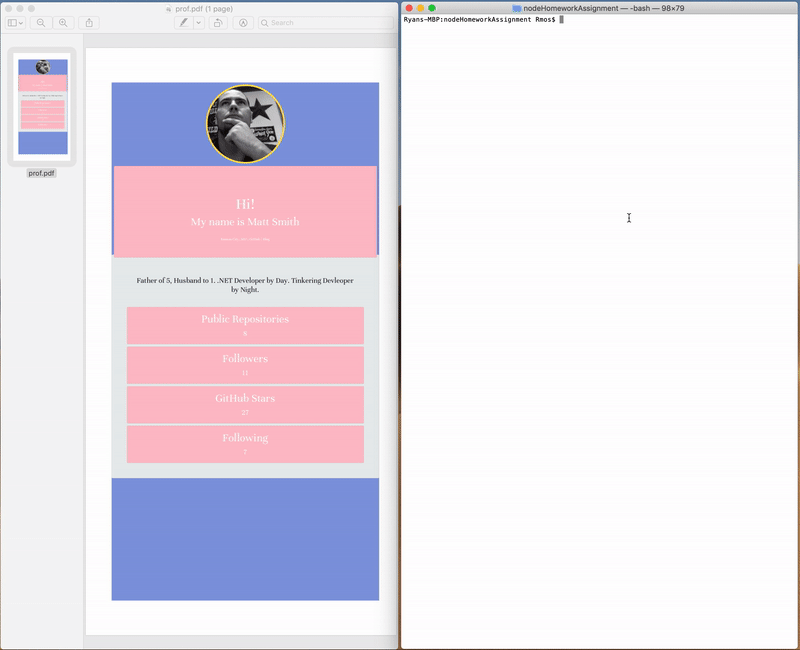 prof.pdf (1 page)
Search
prof.pdf
Hi!
My name is Matt Smith
Father of 5, Husband to 1. .NET Developer by Day. Tinkering Devleoper
by Night.
Public Repositories
8
Followers
11
GitHub Stars
27
Following
7
nodeHomeworkAssignment — -bash — 98×79
Ryans-MBP:nodeHomeworkAssignment Rmos$